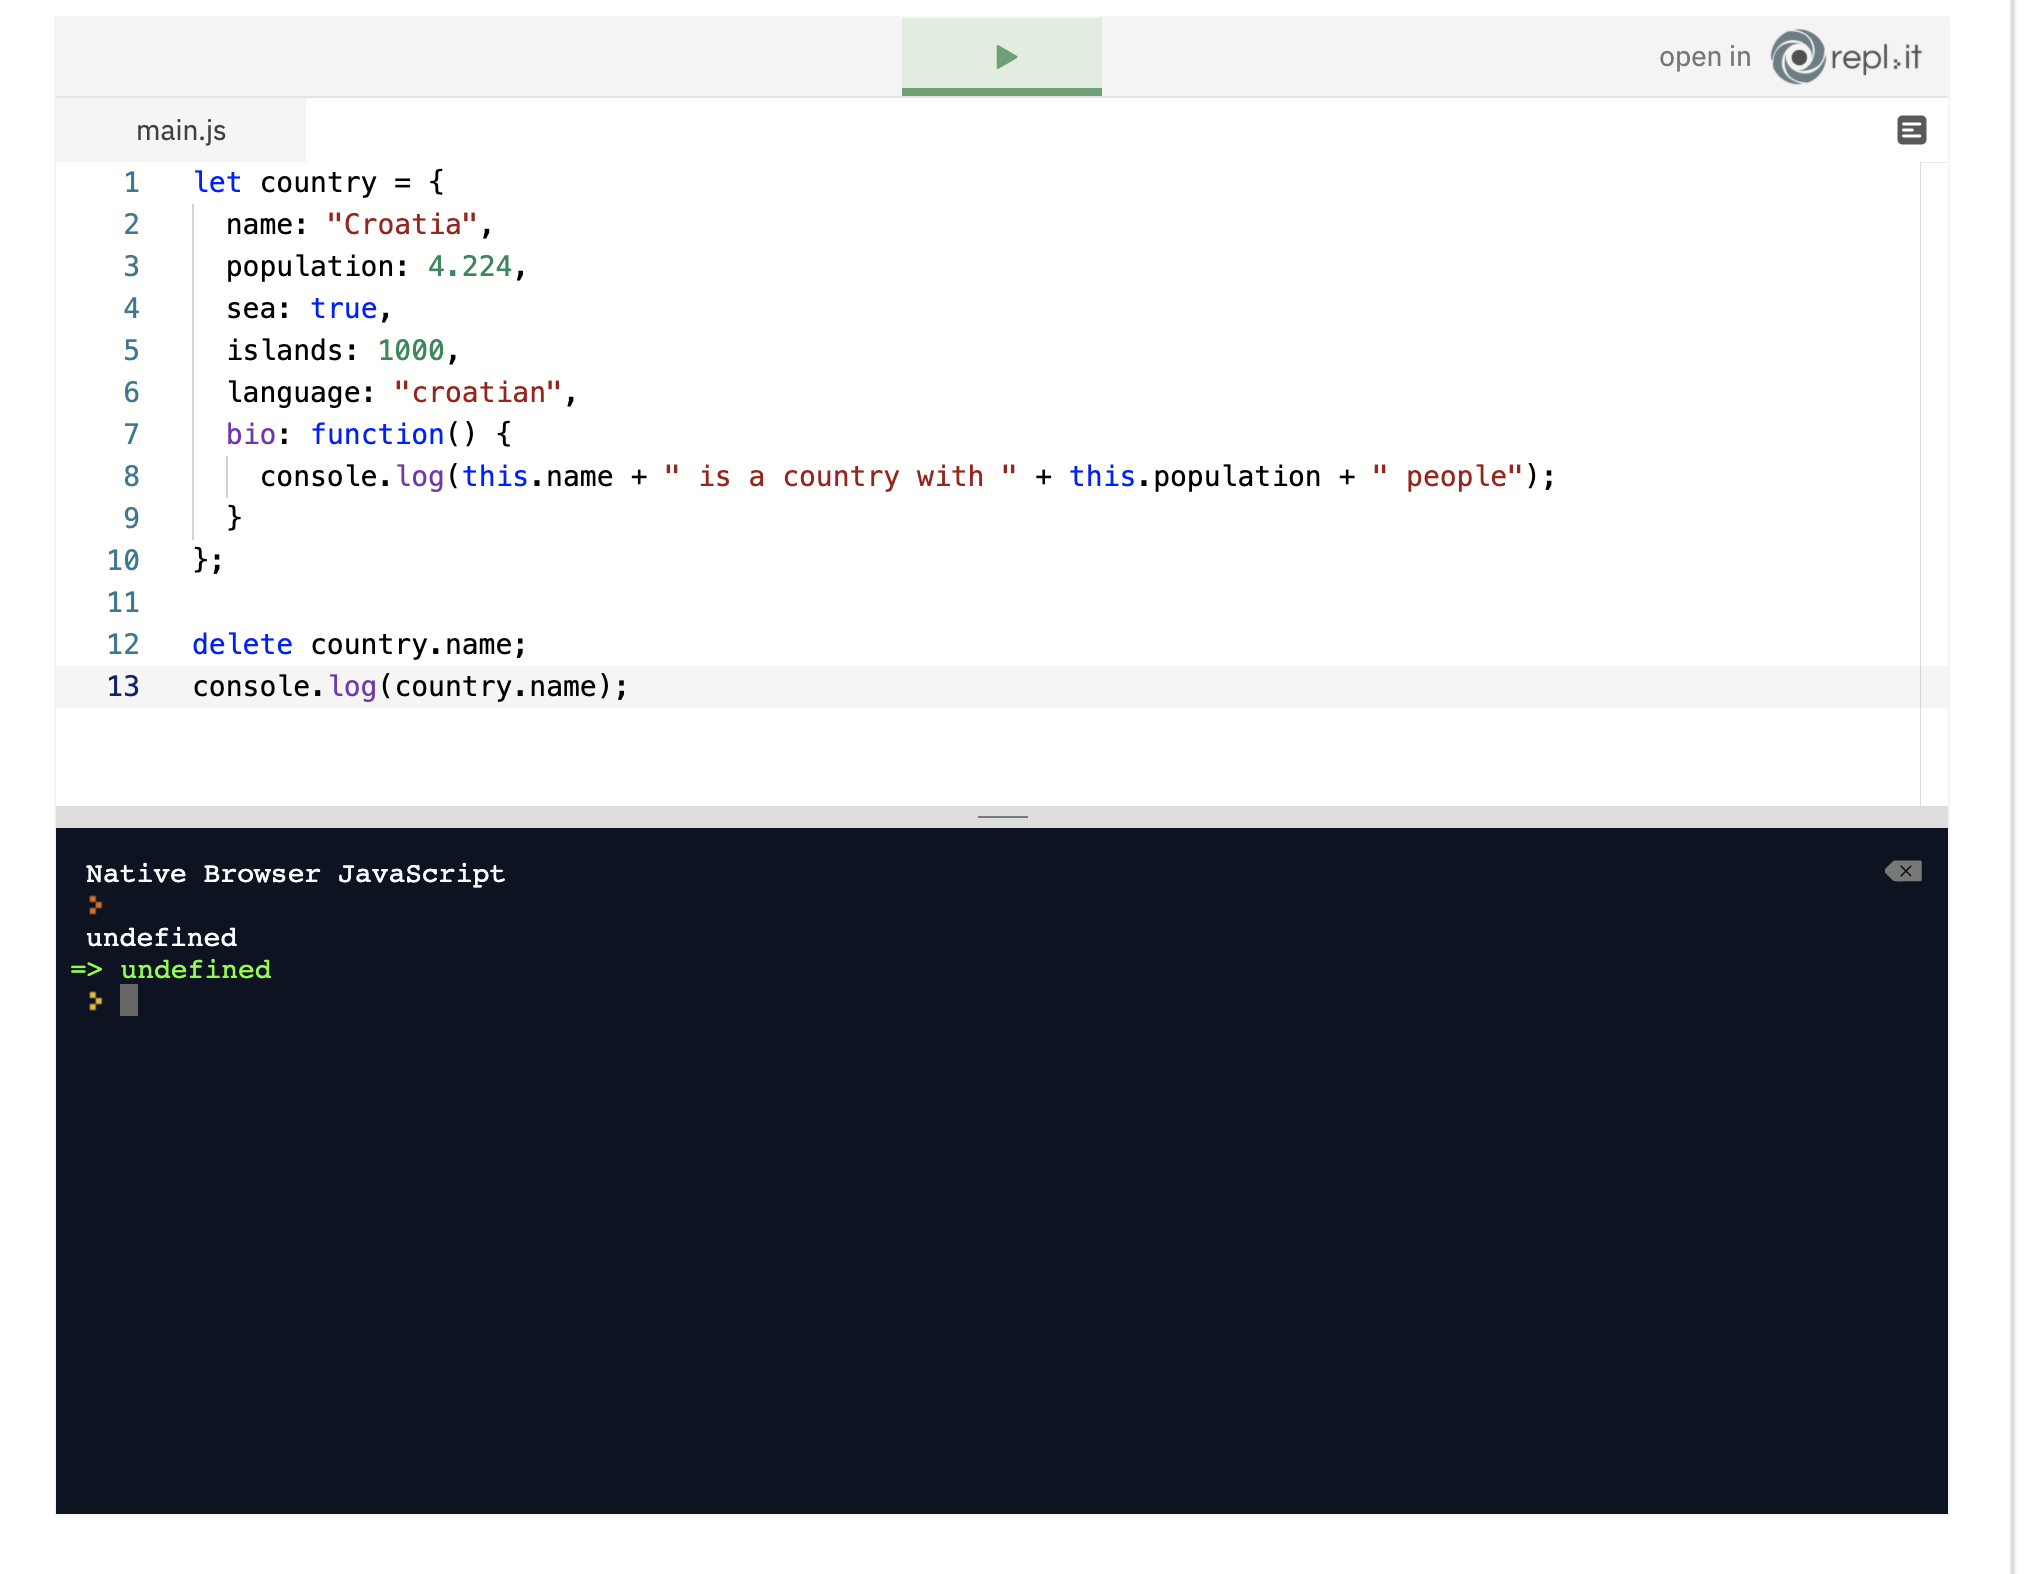 open in repl.it
main.js
1 let country = {
2   name: "Croatia",
3   population: 4.224,
4   sea: true,
5   islands: 1000,
6   language: "croatian",
7   bio: function() {
8     console.log(this.name + " is a country with " + this.population + " people");
9   }
10 };
11
12 delete country.name;
13 console.log(country.name);
Native Browser JavaScript
undefined
=> undefined